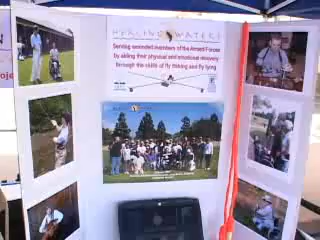 HEALING WATERS
Serving wounded members of the Armed Forces
by aiding their physical and emotional recovery
through the skills of fly fishing and fly tying